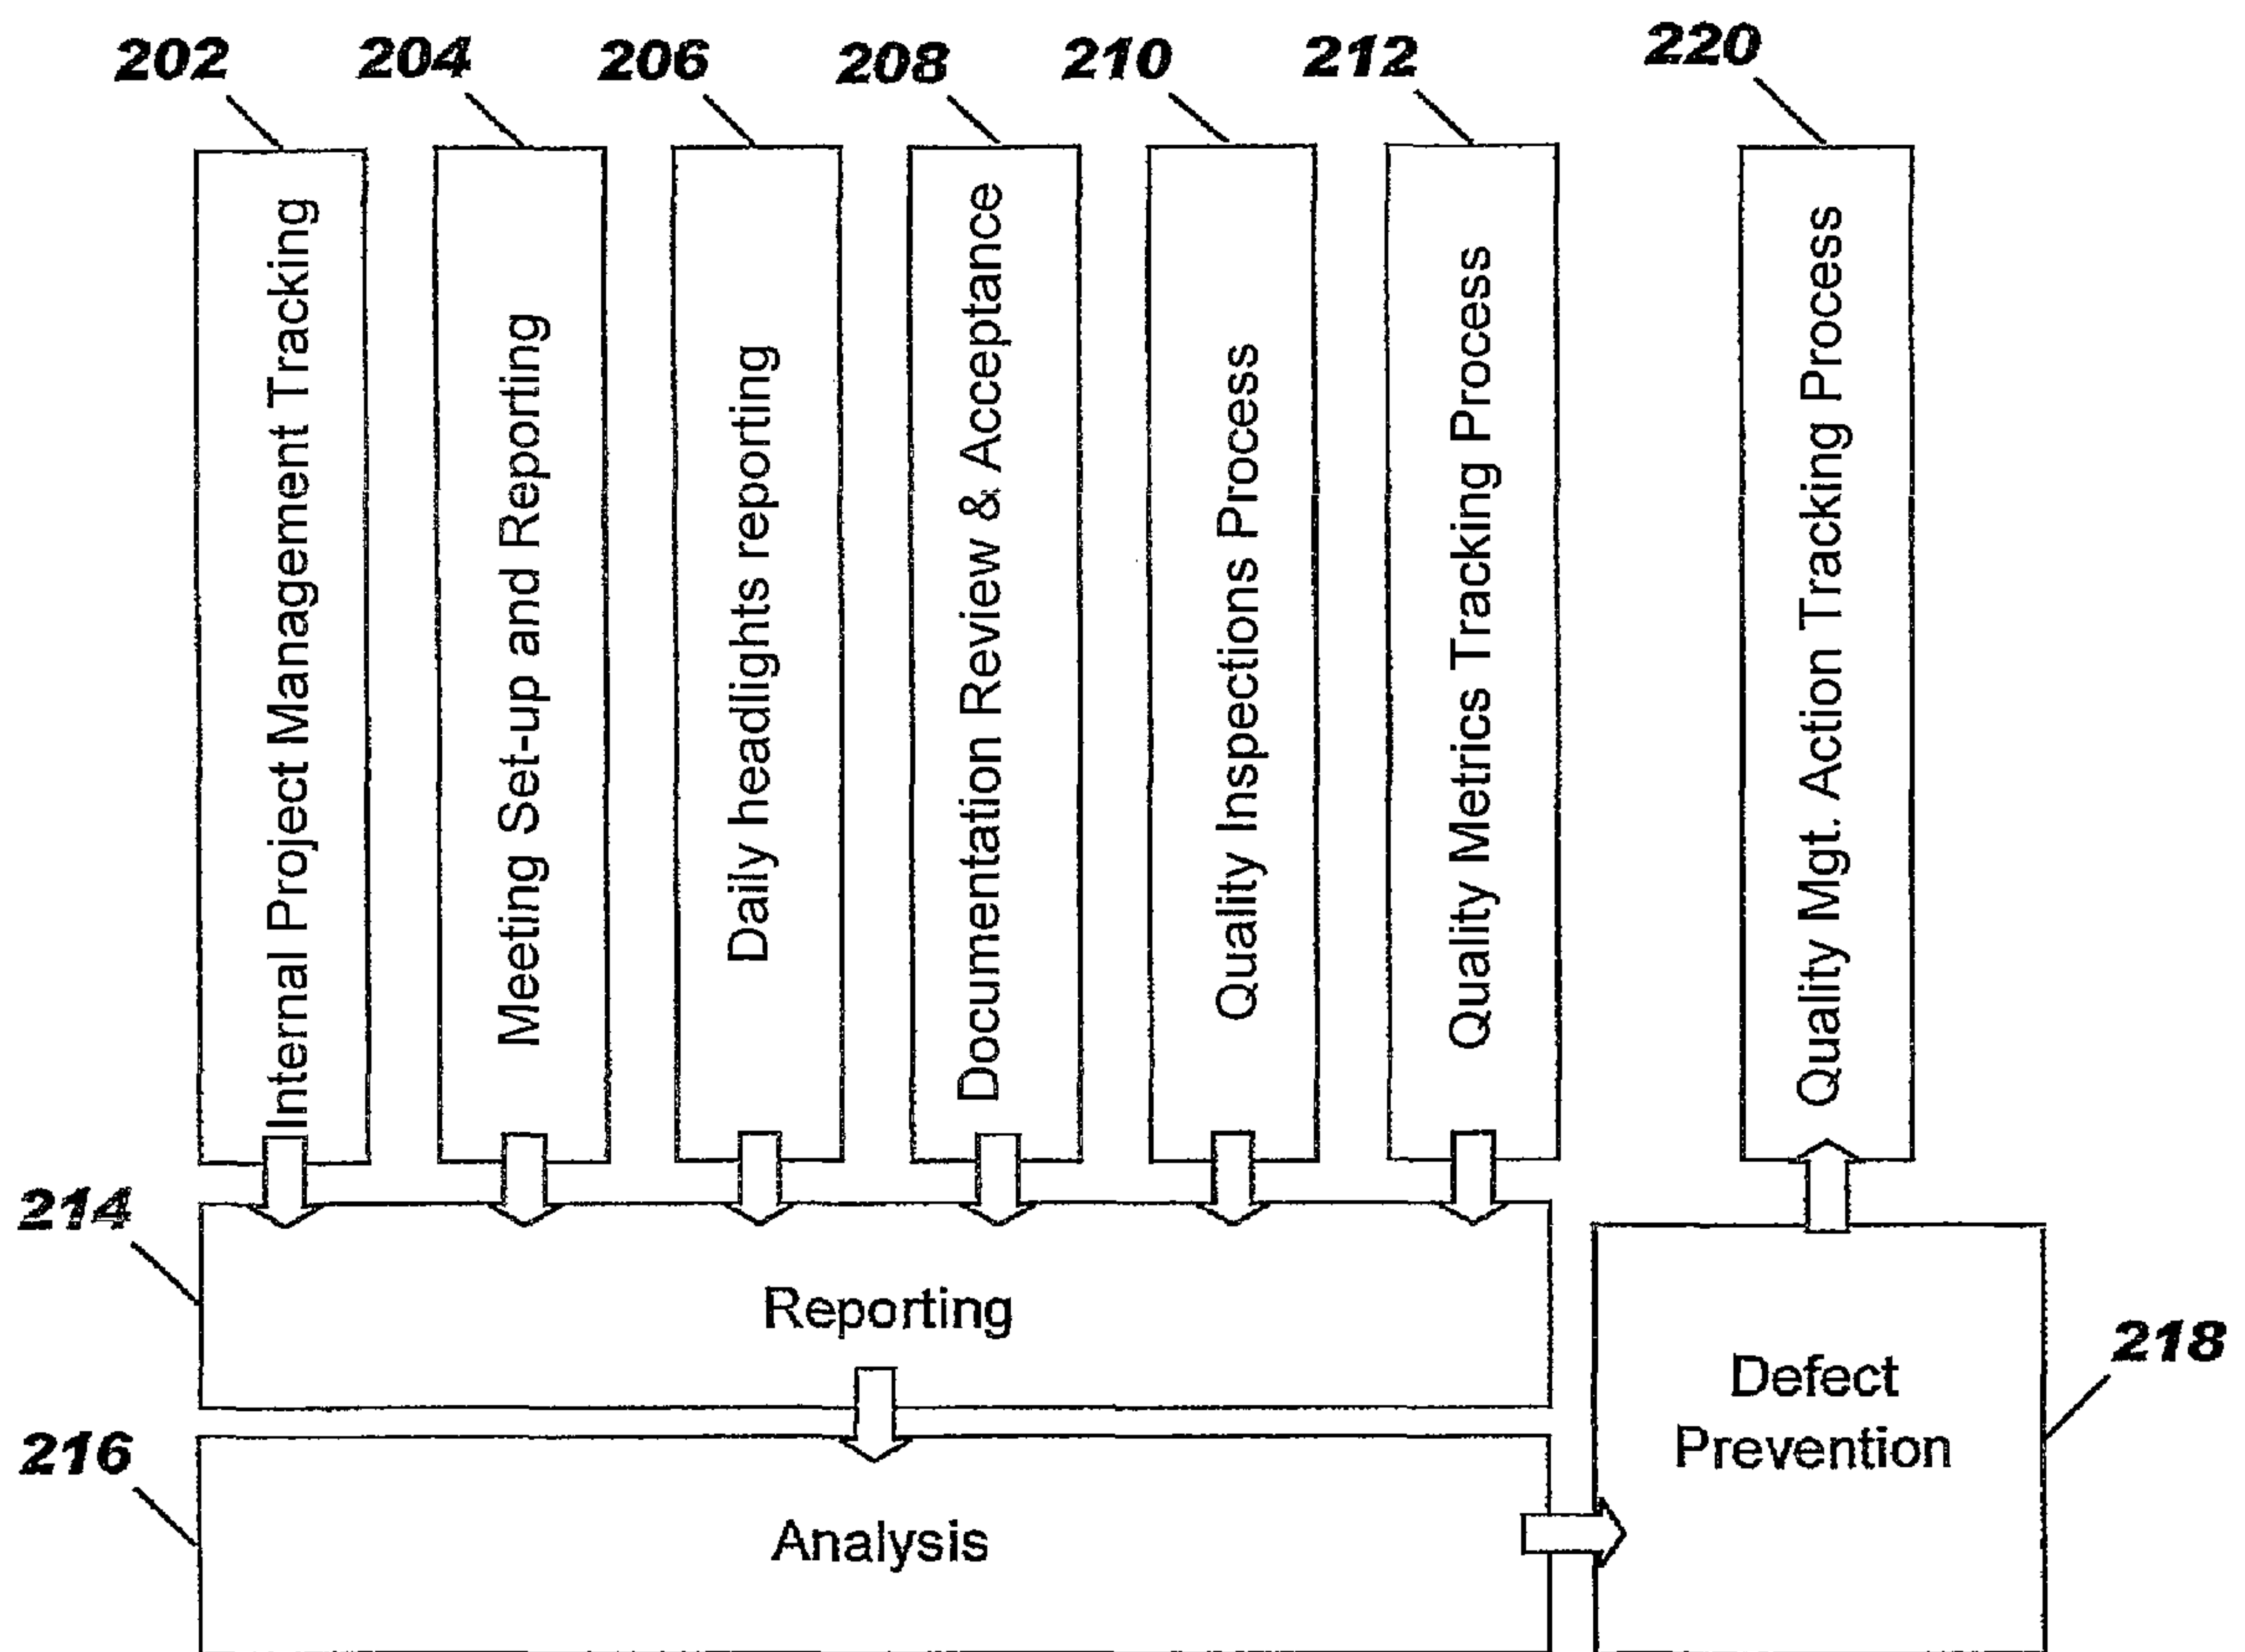 202
204
206
208
210
212
220
Internal Project Management Tracking
Meeting Set-up and Reporting
Daily headlights reporting
Documentation Review & Acceptance
Quality Inspections Process
Quality Metrics Tracking Process
Quality Mgt. Action Tracking Process
214
Reporting
218
Defect
Prevention
216
Analysis